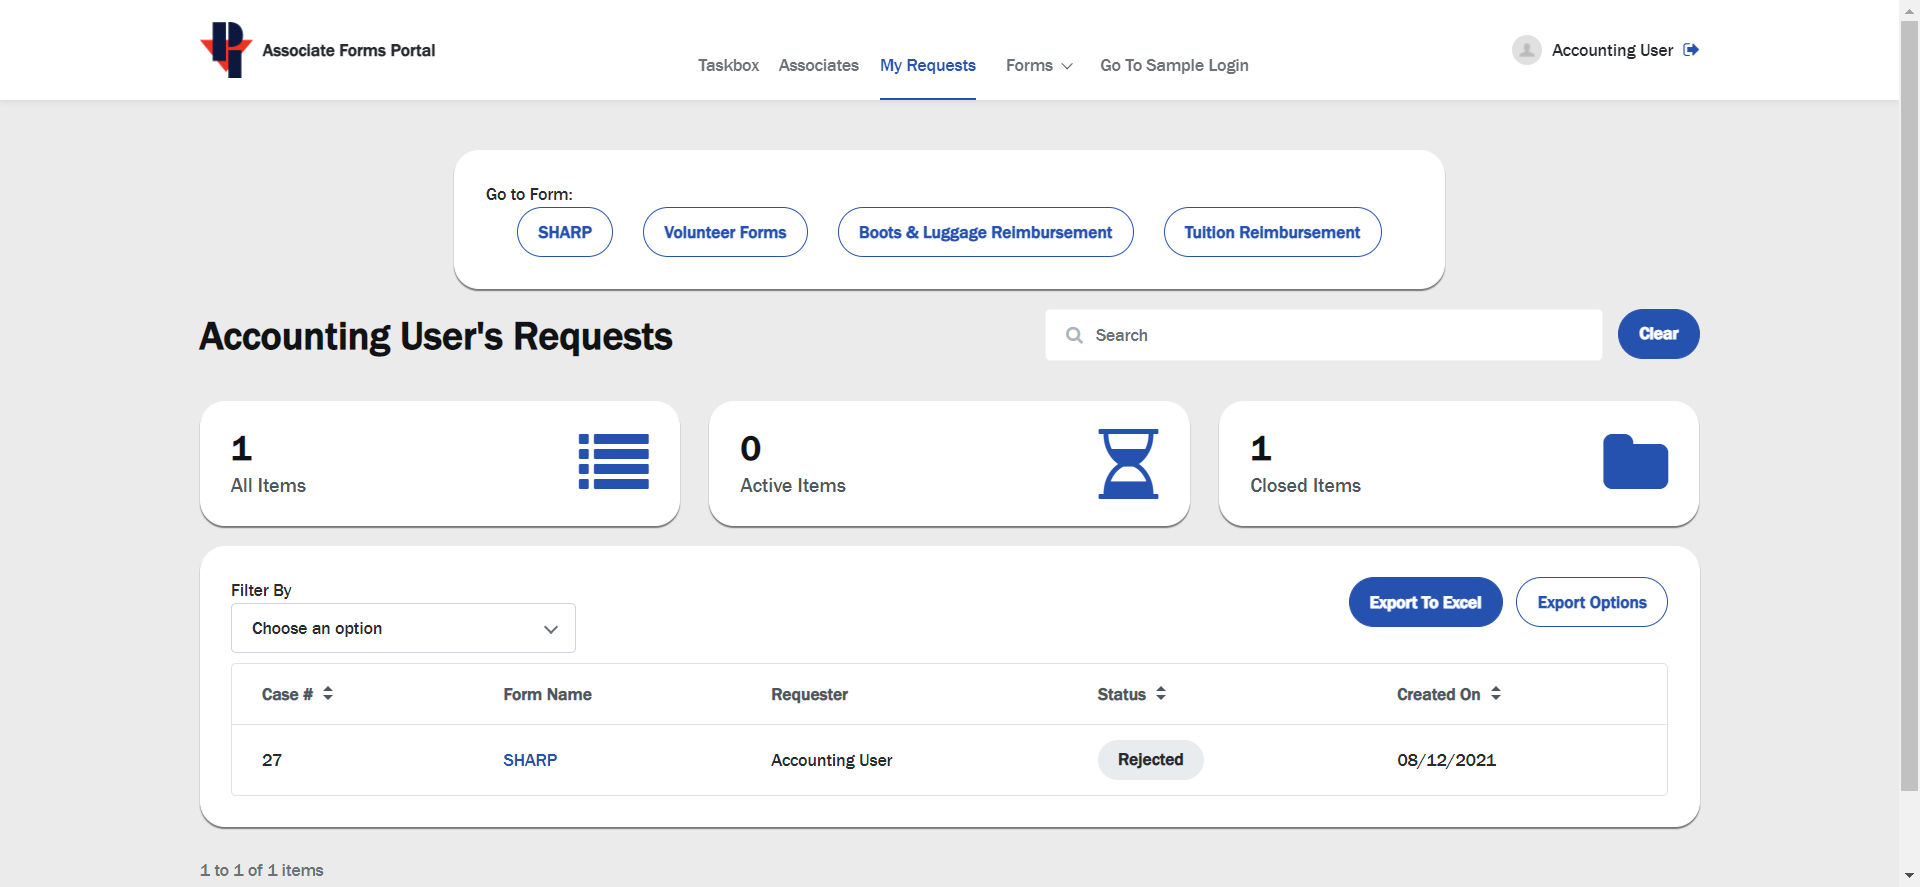 Associate Forms Portal
Taskbox Associates My Requests Forms Go To Sample Login
Accounting User
Go to Form:
SHARP Volunteer Forms Boots & Luggage Reimbursement Tuition Reimbursement
Accounting User's Requests
Search
Clear
1
All Items
0
Active Items
1
Closed Items
Filter By
Choose an option
Export To Excel Export Options
Case # Form Name Requester Status Created On
27 SHARP Accounting User Rejected 08/12/2021
1 to 1 of 1 items